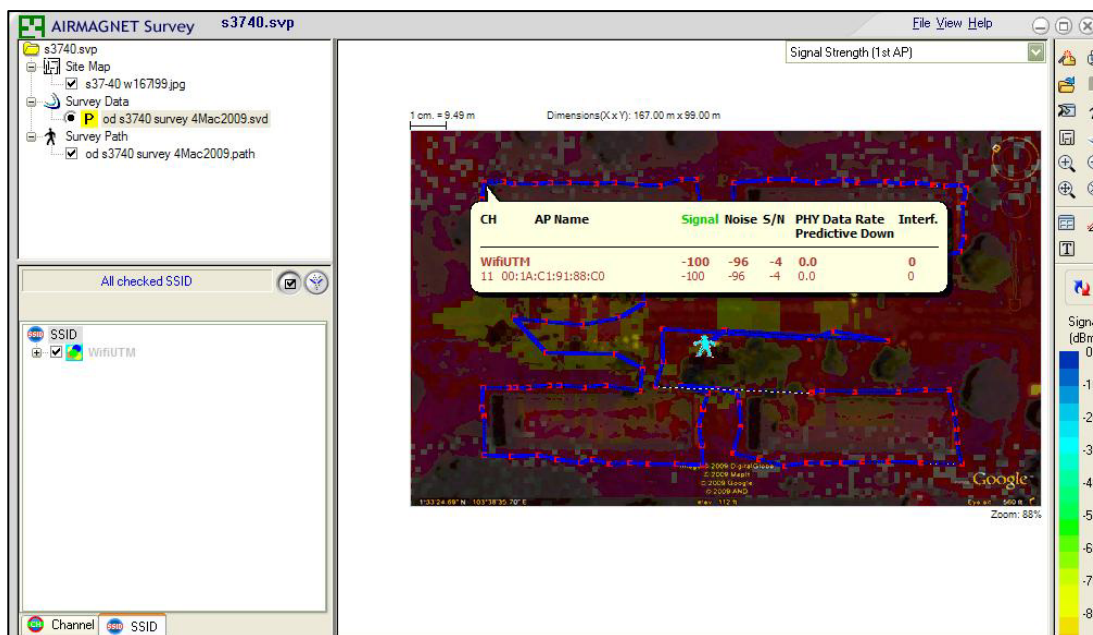 AIRMAGNET Survey s3740.svp File View Help
s3740.svp
Site Map
s37-40 w167l99.jpg
Survey Data
P od s3740 survey 4Mac2009.svd
Survey Path
od s3740 survey 4Mac2009.path
All checked SSID
SSID
WifiUTM
Channel SSID
Signal Strength (1st AP)
1 cm. = 9.49 m Dimensions(X x Y): 167.00 m x 99.00 m
CH AP Name Signal Noise S/N PHY Data Rate Interf.
Predictive Down
WifiUTM -100 -96 -4 0.0 0
11 00:1A:C1:91:88:C0 -100 -96 -4 0.0 0
Image © 2009 DigitalGlobe
© 2009 MapIt
© 2009 Google
© 2009 AND
Google
elev 112 ft
Zoom: 88%
T
Signa
(dBm
0
-1
-2
-3
-4
-5
-6
-7
-8